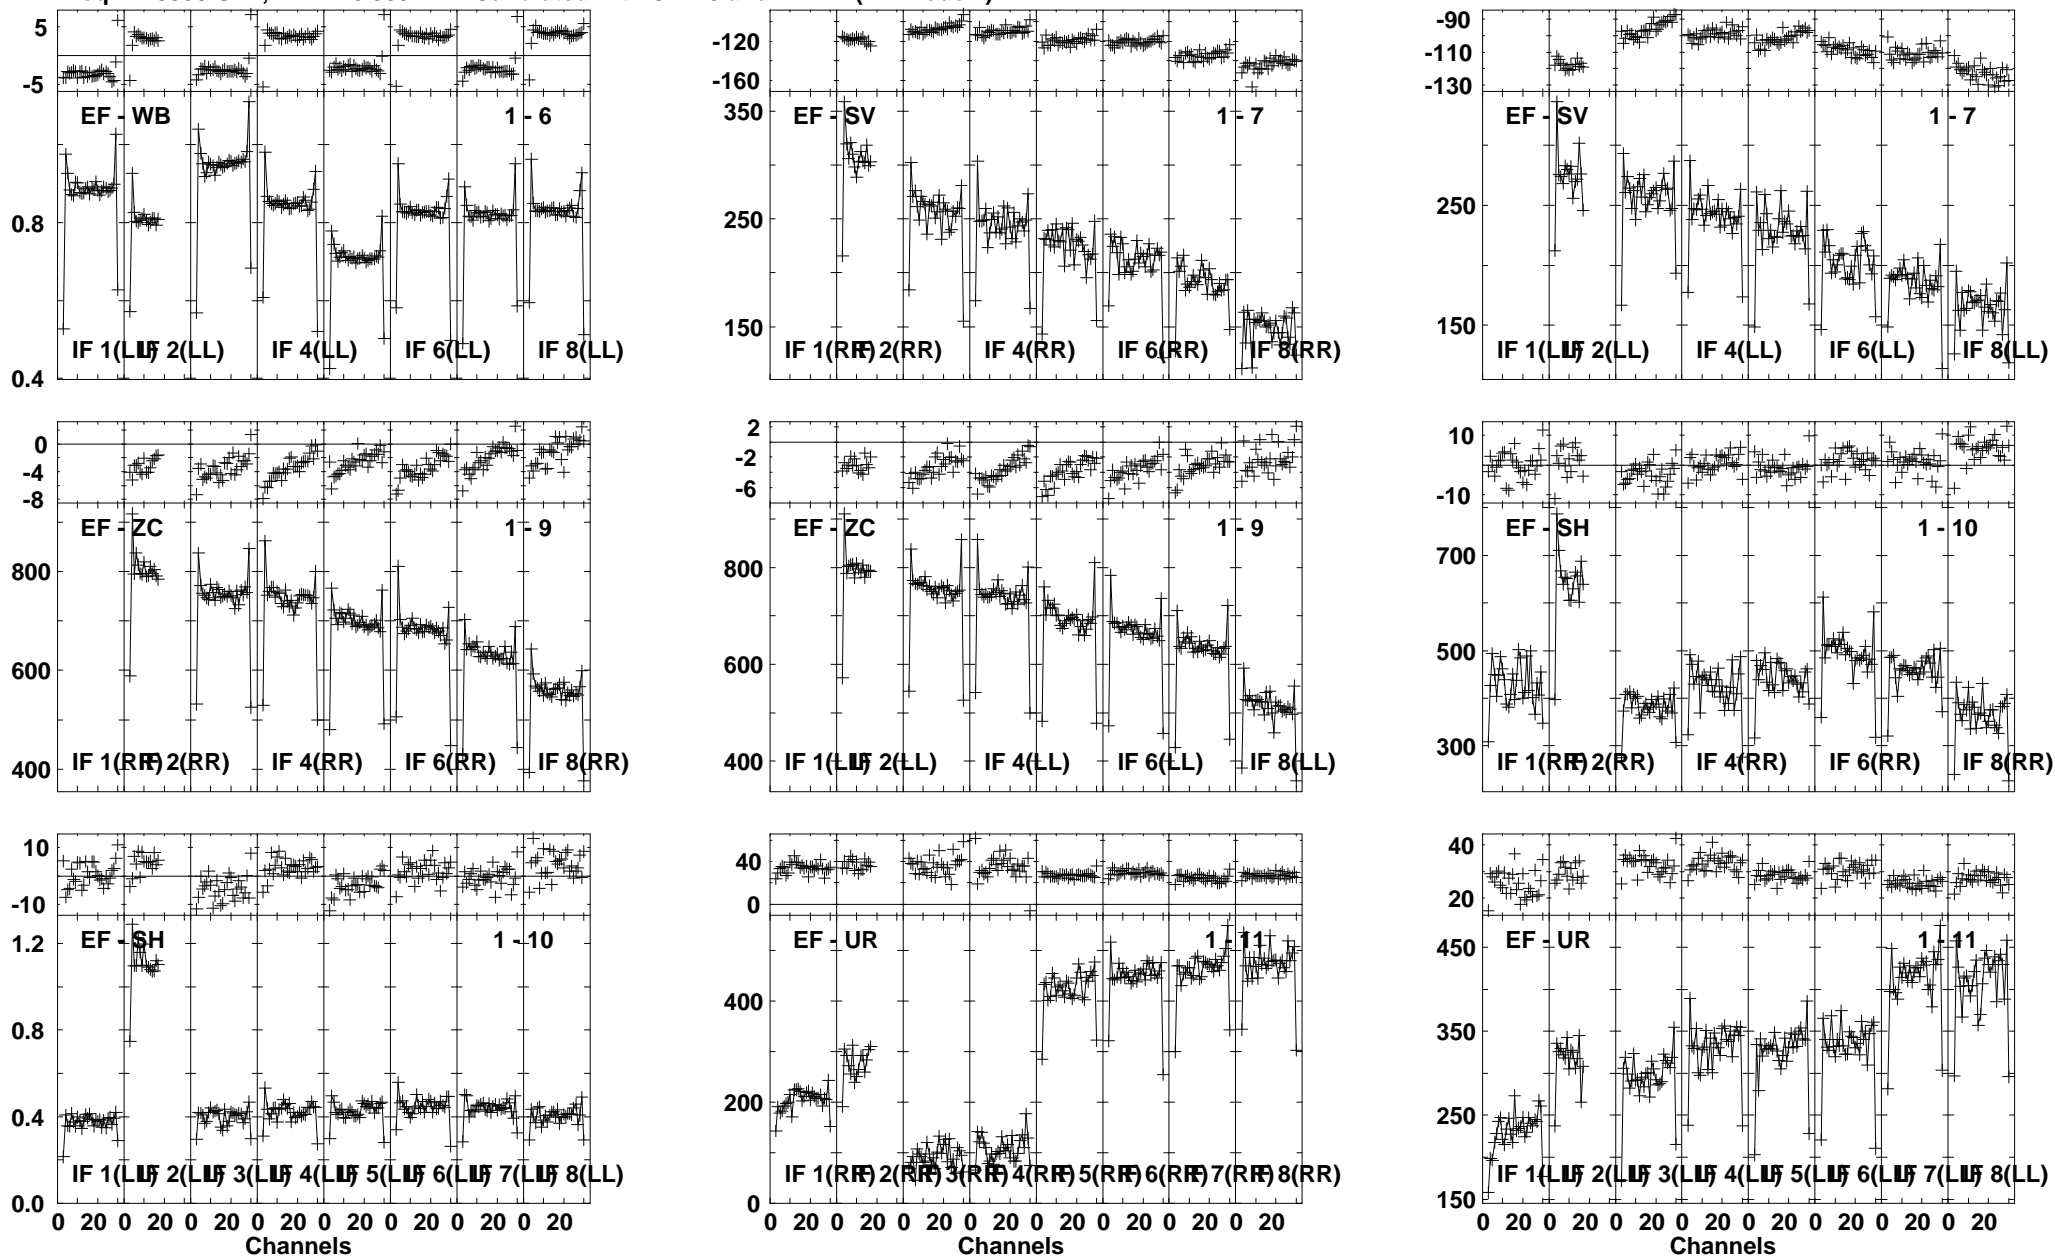 5
-5
EF - WB
1 - 6
0.8
0.4
IF 1(LL)
IF 2(LL)
IF 4(LL)
IF 6(LL)
IF 8(LL)
-120
-160
350
EF - SV
1 - 7
250
150
IF 1(RR)
IF 2(RR)
IF 4(RR)
IF 6(RR)
IF 8(RR)
-90
-110
-130
EF - SV
1 - 7
250
150
IF 1(LL)
IF 2(LL)
IF 4(LL)
IF 6(LL)
IF 8(LL)
0
-4
-8
EF - ZC
1 - 9
800
600
400
IF 1(RR)
IF 2(RR)
IF 4(RR)
IF 6(RR)
IF 8(RR)
2
-2
-6
EF - ZC
1 - 9
800
600
400
IF 1(LL)
IF 2(LL)
IF 4(LL)
IF 6(LL)
IF 8(LL)
10
-10
EF - SH
1 - 10
700
500
300
IF 1(RR)
IF 2(RR)
IF 4(RR)
IF 6(RR)
IF 8(RR)
10
-10
EF - SH
1 - 10
1.2
0.8
0.4
0.0
IF 1(LL)
IF 2(LL)
IF 3(LL)
IF 4(LL)
IF 5(LL)
IF 6(LL)
IF 7(LL)
IF 8(LL)
0 20 0 20 0 20 0 20 0 20 0 20 0 20 0 20
Channels
40
0
EF - UR
1 - 11
400
200
0
IF 1(RR)
IF 2(RR)
IF 3(RR)
IF 4(RR)
IF 5(RR)
IF 6(RR)
IF 7(RR)
IF 8(RR)
0 20 0 20 0 20 0 20 0 20 0 20 0 20 0 20
Channels
40
20
EF - UR
1 - 11
450
350
250
150
IF 1(LL)
IF 2(LL)
IF 3(LL)
IF 4(LL)
IF 5(LL)
IF 6(LL)
IF 7(LL)
IF 8(LL)
0 20 0 20 0 20 0 20 0 20 0 20 0 20 0 20
Channels